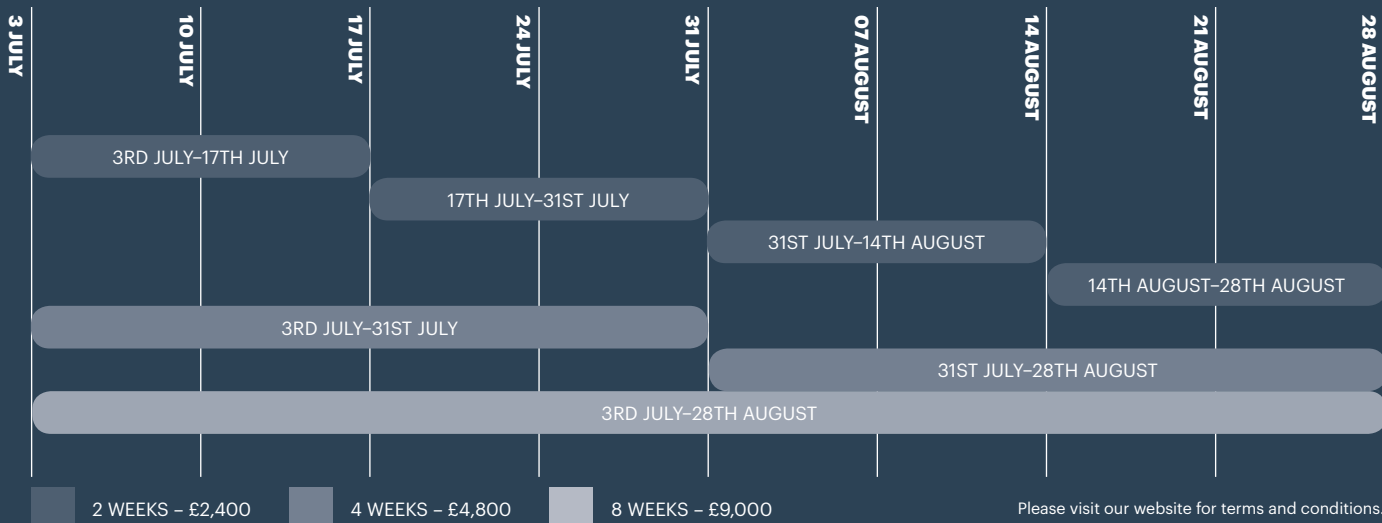 3 JULY
10 JULY
17 JULY
24 JULY
31 JULY
07 AUGUST
14 AUGUST
21 AUGUST
28 AUGUST
3RD JULY–17TH JULY
17TH JULY–31ST JULY
31ST JULY–14TH AUGUST
14TH AUGUST–28TH AUGUST
3RD JULY–31ST JULY
31ST JULY–28TH AUGUST
3RD JULY–28TH AUGUST
2 WEEKS – £2,400
4 WEEKS – £4,800
8 WEEKS – £9,000
Please visit our website for terms and conditions.